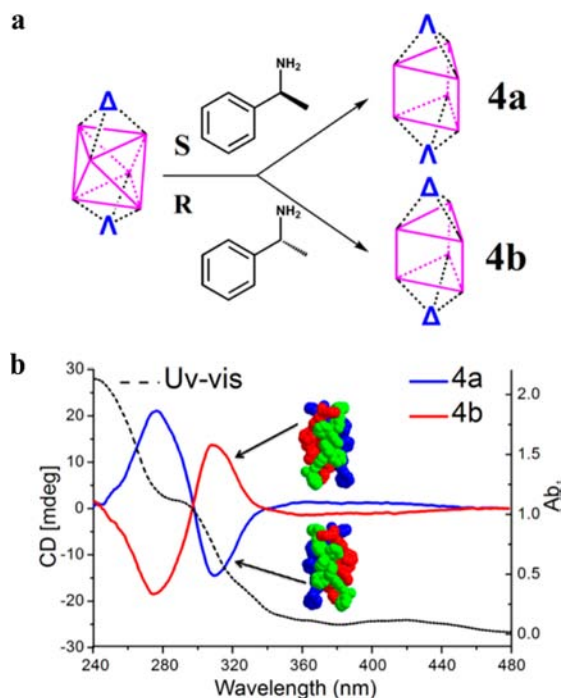 a
NH2
Δ
S
R
Λ
NH2
Λ
4a
Λ
Δ
4b
Δ
b
Uv-vis
4a
4b
30
20
10
0
-10
-20
-30
CD [mdeg]
2.0
1.5
1.0
0.5
0.0
Ab.
240 280 320 360 400 440 480
Wavelength (nm)